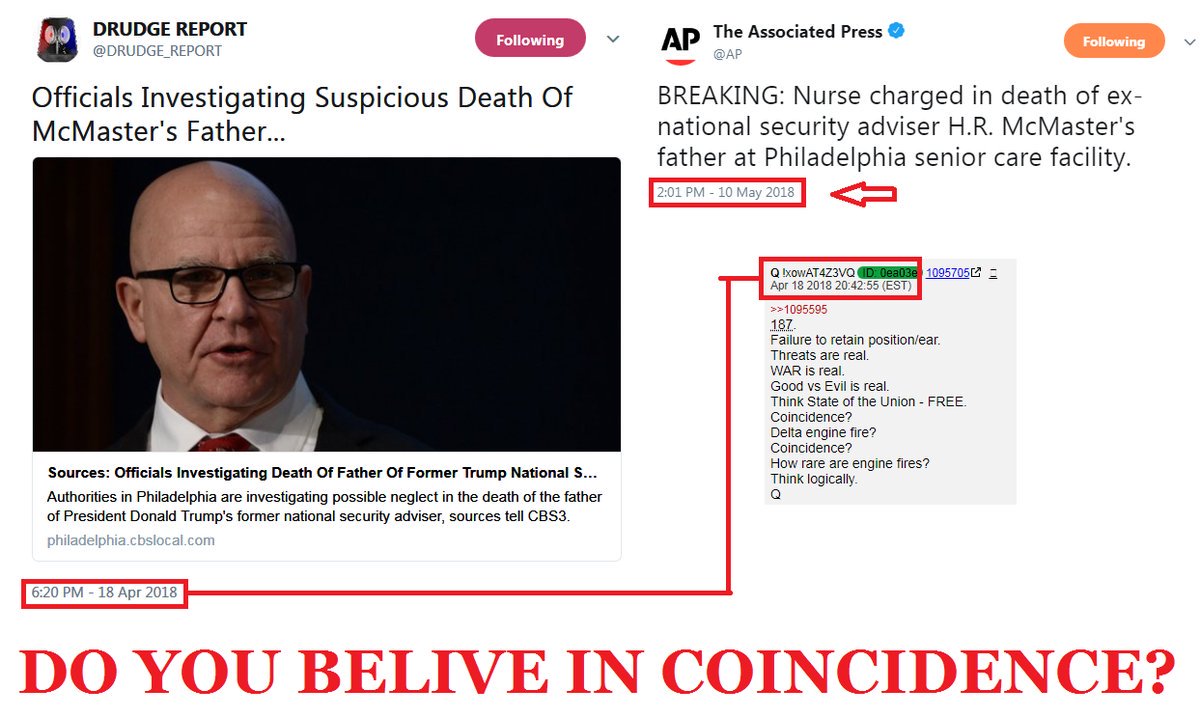 DRUDGE REPORT
@DRUDGE_REPORT
Following
Officials Investigating Suspicious Death Of
McMaster's Father...
Sources: Officials Investigating Death Of Father Of Former Trump National S...
Authorities in Philadelphia are investigating possible neglect in the death of the father
of President Donald Trump's former national security adviser, sources tell CBS3.
philadelphia.cbslocal.com
6:20 PM - 18 Apr 2018
AP
The Associated Press
@AP
Following
BREAKING: Nurse charged in death of ex-
national security adviser H.R. McMaster's
father at Philadelphia senior care facility.
2:01 PM - 10 May 2018
Q !xowAT4Z3VQ ID: 0ea03e 1095705
Apr 18 2018 20:42:55 (EST)
>>1095595
187.
Failure to retain position/ear.
Threats are real.
WAR is real.
Good vs Evil is real.
Think State of the Union - FREE.
Coincidence?
Delta engine fire?
Coincidence?
How rare are engine fires?
Think logically.
Q
DO YOU BELIVE IN COINCIDENCE?